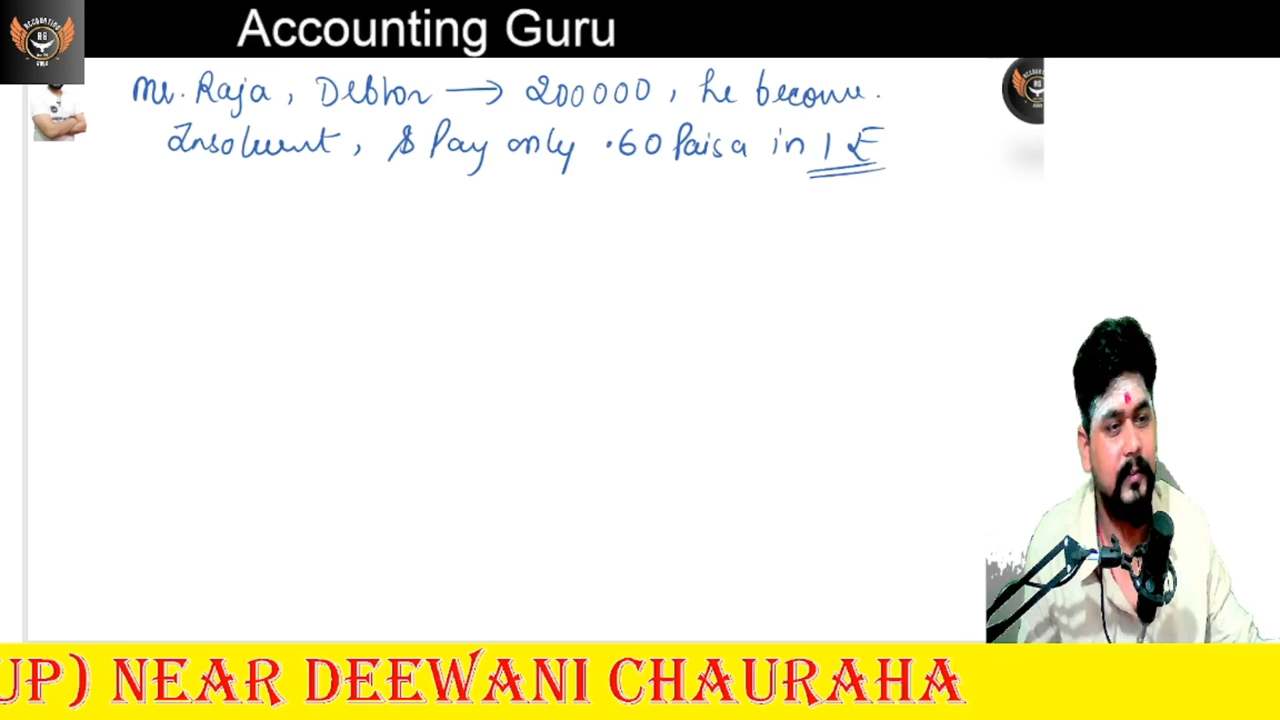 Accounting Guru
Mr. Raja, Debtor → 200000, he become.
Insolvent, & Pay only .60 Paisa in 1 ₹
UP) NEAR DEEWANI CHAURAHA